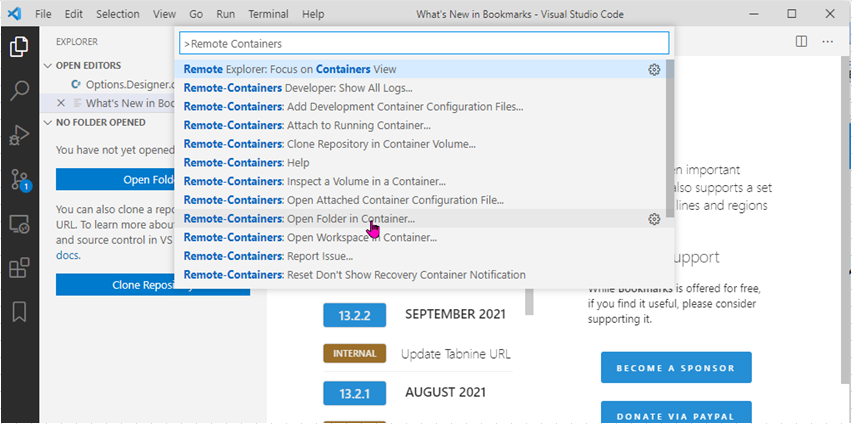 File Edit Selection View Go Run Terminal Help What's New in Bookmarks - Visual Studio Code
EXPLORER
>Remote Containers
Remote Explorer: Focus on Containers View
Remote-Containers Developer: Show All Logs...
Remote-Containers: Add Development Container Configuration Files...
Remote-Containers: Attach to Running Container...
Remote-Containers: Clone Repository in Container Volume...
Remote-Containers: Help
Remote-Containers: Inspect a Volume in a Container...
Remote-Containers: Open Attached Container Configuration File...
Remote-Containers: Open Folder in Container...
Remote-Containers: Open Workspace in Container...
Remote-Containers: Report Issue...
Remote-Containers: Reset Don't Show Recovery Container Notification
OPEN EDITORS
Options.Designer.c
What's New in Boo
NO FOLDER OPENED
You have not yet opened
Open Fold
You can also clone a repo
URL. To learn more about
and source control in VS
docs.
Clone Reposito
1
13.2.2 SEPTEMBER 2021
INTERNAL Update Tabnine URL
13.2.1 AUGUST 2021
en important
also supports a set
lines and regions
upport
While Bookmarks is offered for free,
if you find it useful, please consider
supporting it.
BECOME A SPONSOR
DONATE VIA PAYPAL